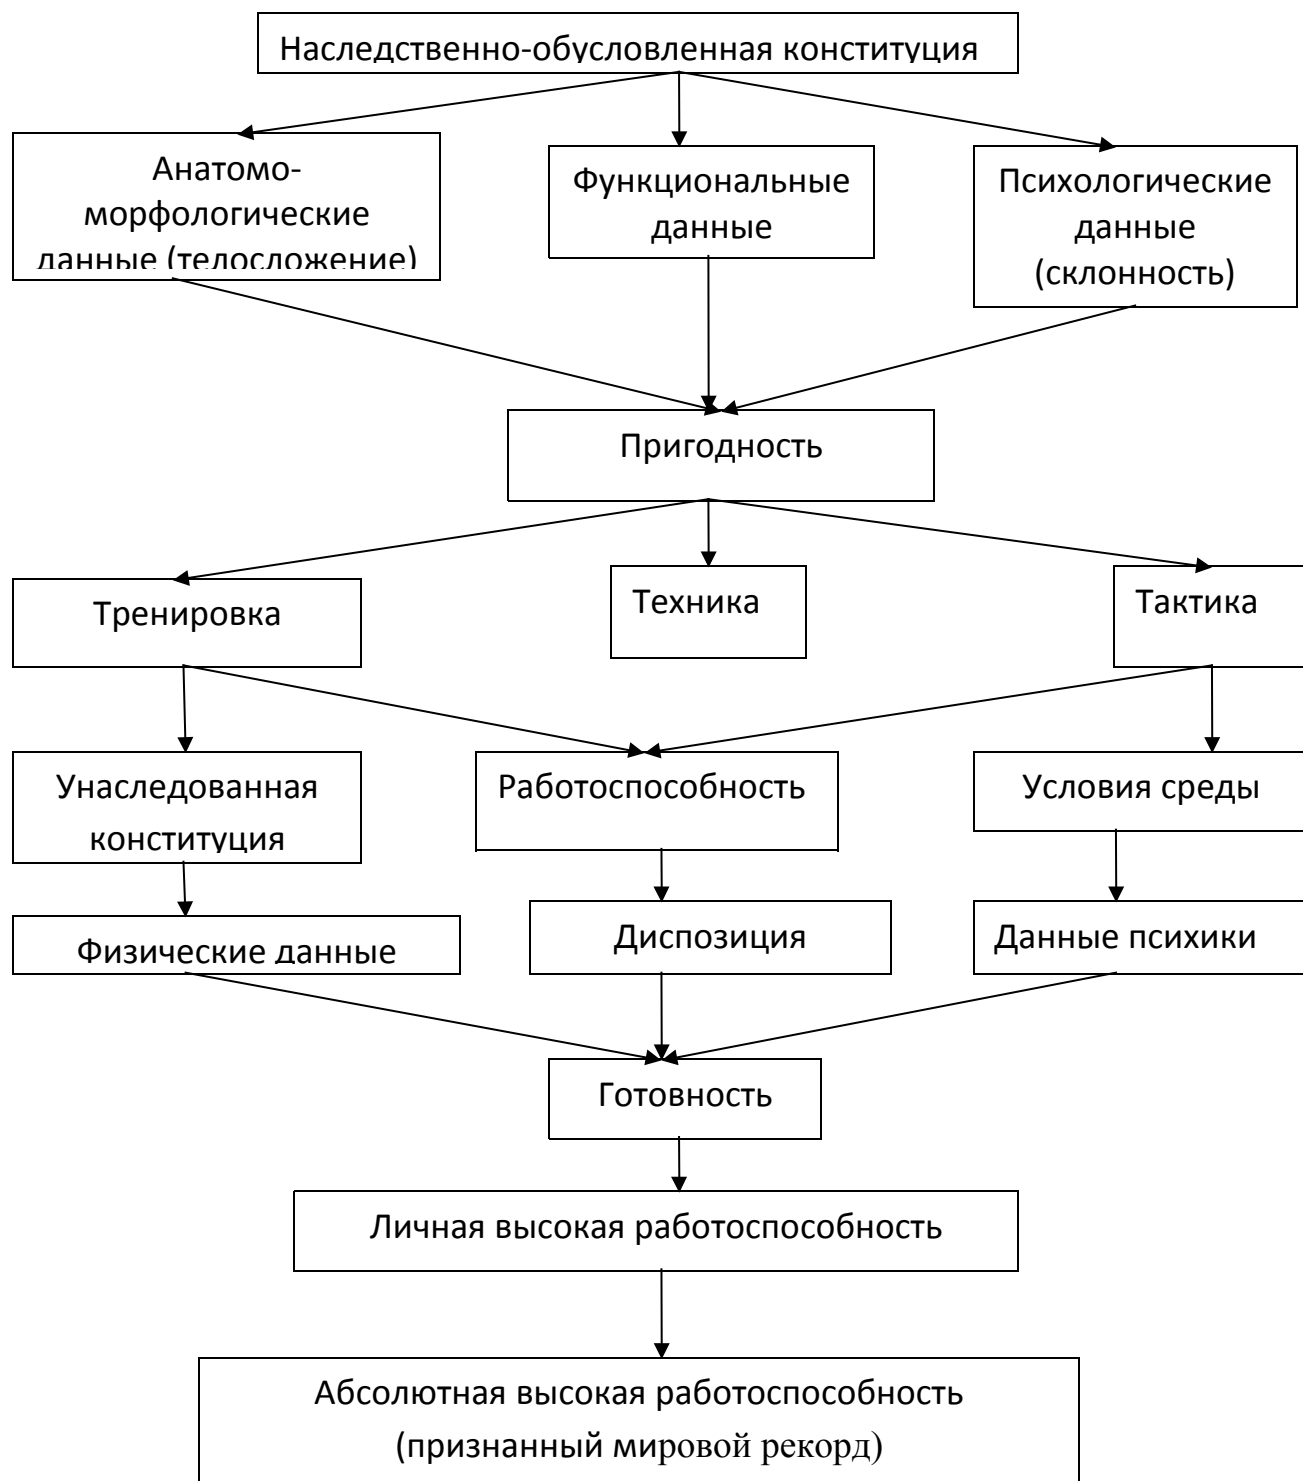 Наследственно-обусловленная конституция
Анатомо-
морфологические
данные (телосложение)
Функциональные
данные
Психологические
данные
(склонность)
Пригодность
Тренировка
Техника
Тактика
Унаследованная
конституция
Работоспособность
Условия среды
Физические данные
Диспозиция
Данные психики
Готовность
Личная высокая работоспособность
Абсолютная высокая работоспособность
(признанный мировой рекорд)